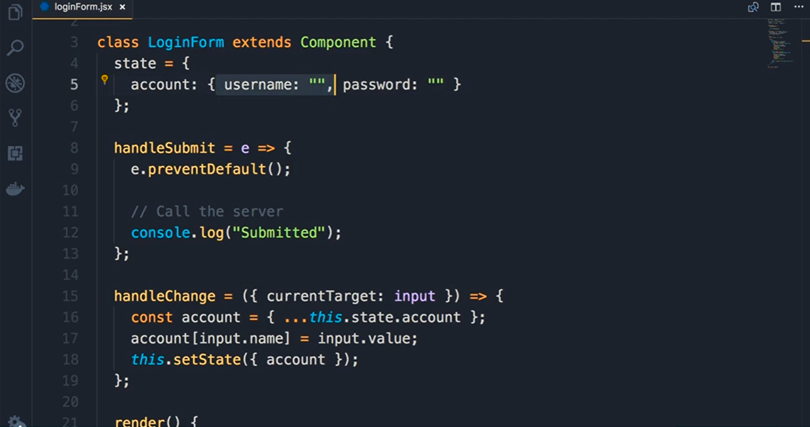 loginForm.jsx
2
3 class LoginForm extends Component {
4 state = {
5 account: { username: "", password: "" }
6 };
7
8 handleSubmit = e => {
9 e.preventDefault();
10
11 // Call the server
12 console.log("Submitted");
13 };
14
15 handleChange = ({ currentTarget: input }) => {
16 const account = { ...this.state.account };
17 account[input.name] = input.value;
18 this.setState({ account });
19 };
20
21 render() {